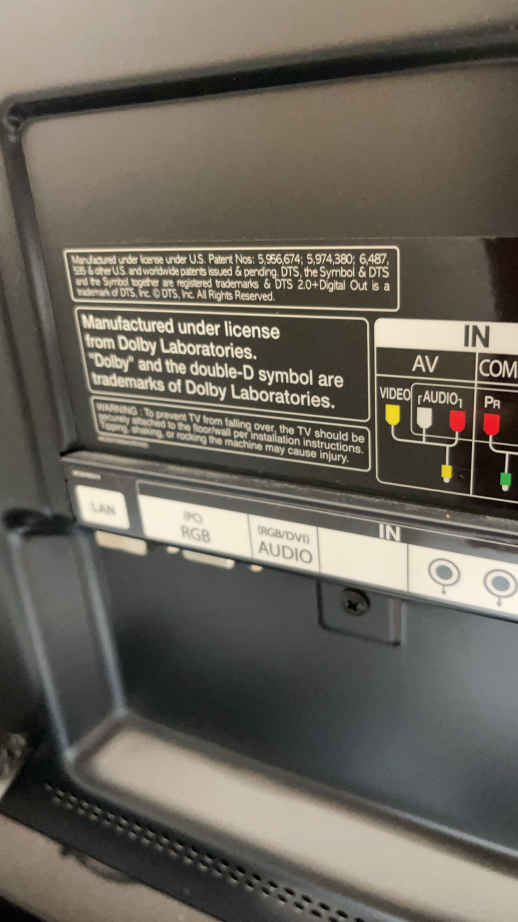 Manufactured under license under U.S. Patent Nos: 5,956,674; 5,974,380; 6,487,
535 & other U.S. and worldwide patents issued & pending. DTS, the Symbol & DTS
and the Symbol together are registered trademarks & DTS 2.0+Digital Out is a
trademark of DTS, Inc. © DTS, Inc. All Rights Reserved.
Manufactured under license
from Dolby Laboratories.
"Dolby" and the double-D symbol are
trademarks of Dolby Laboratories.
WARNING : To prevent TV from falling over, the TV should be
securely attached to the floor/wall per installation instructions.
Tipping, shaking, or rocking the machine may cause injury.
IN
AV
COM
VIDEO
AUDIO
PR
LAN
(PC)
RGB
(RGB/DVI)
AUDIO
IN